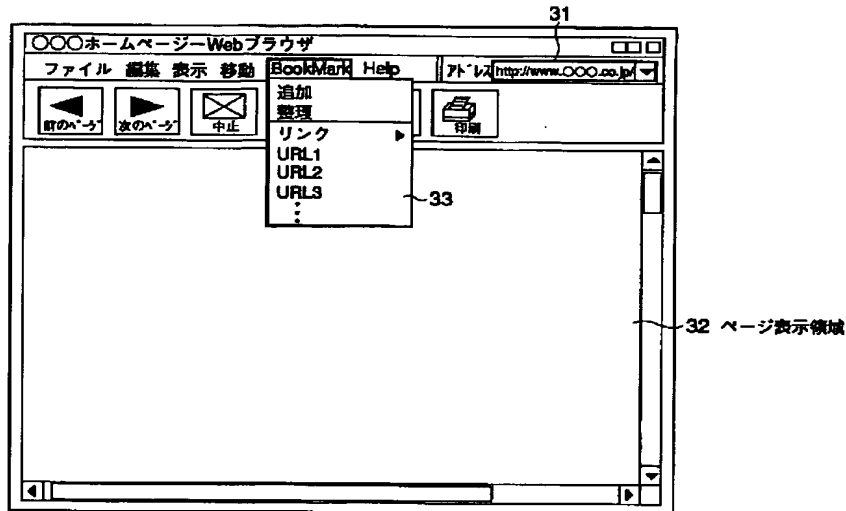 31
○○○ホームページーWebブラウザ
ファイル 編集 表示 移動 BookMark Help アドレス http://www.○○○.co.jp/
追加
整理
前のページ 次のページ 中止 印刷
リンク
URL1
URL2
URL3
33
32 ページ表示領域